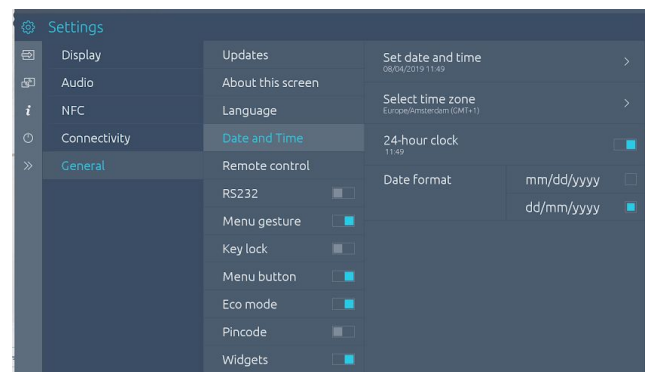 Settings
Display
Audio
NFC
Connectivity
General
Updates
About this screen
Language
Date and Time
Remote control
RS232
Menu gesture
Key lock
Menu button
Eco mode
Pincode
Widgets
Set date and time
08/04/2019 11:49
Select time zone
Europe/Amsterdam (GMT+1)
24-hour clock
11:49
Date format mm/dd/yyyy
dd/mm/yyyy